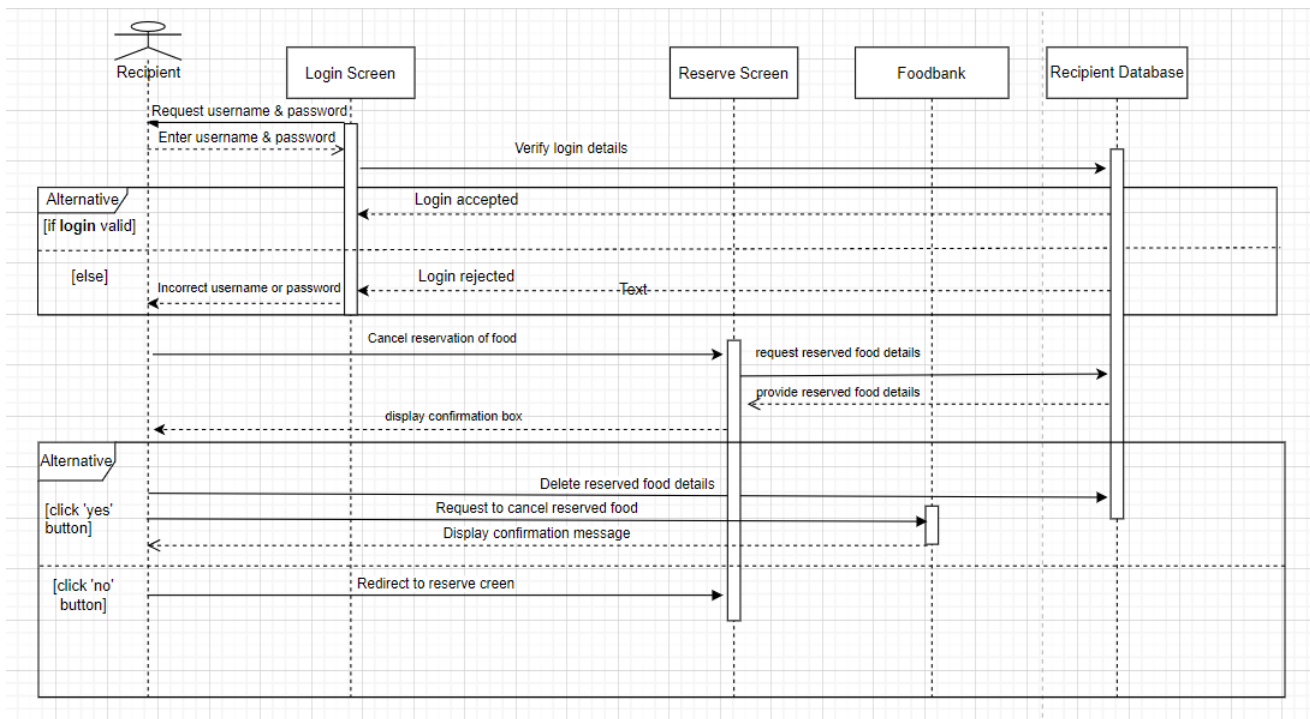 Recipient
Login Screen
Reserve Screen
Foodbank
Recipient Database
Request username & password
Enter username & password
Verify login details
Alternative
Login accepted
[if login valid]
[else]
Login rejected
Incorrect username or password
Text
Cancel reservation of food
request reserved food details
provide reserved food details
display confirmation box
Alternative
Delete reserved food details
[click 'yes'
button]
Request to cancel reserved food
Display confirmation message
[click 'no'
button]
Redirect to reserve creen